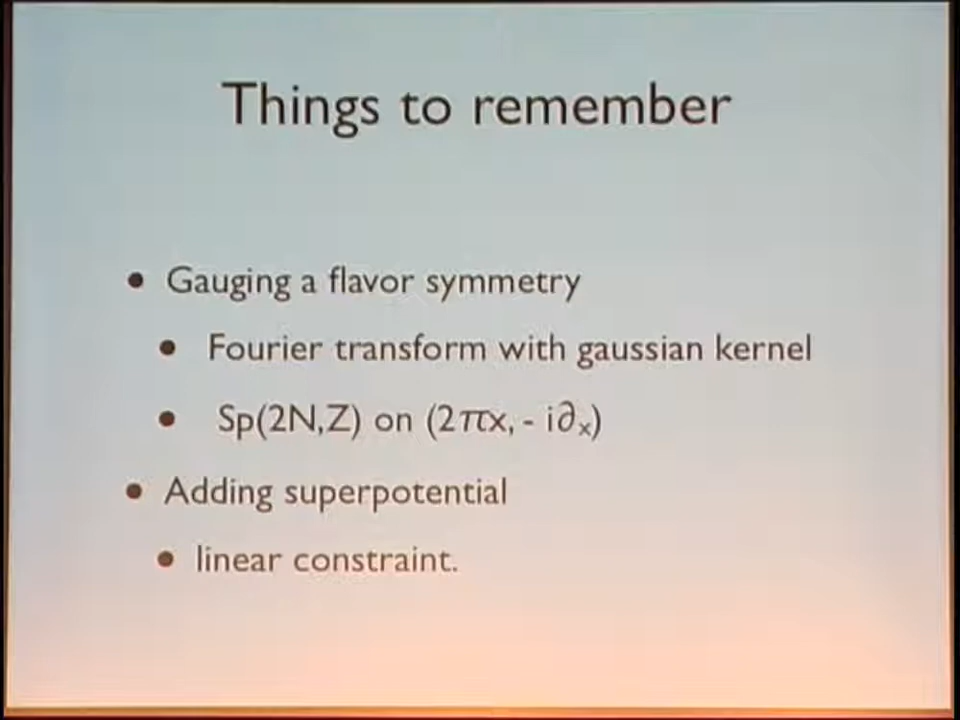 Things to remember
• Gauging a flavor symmetry
• Fourier transform with gaussian kernel
• Sp(2N,Z) on (2πx, - i∂ₓ)
• Adding superpotential
• linear constraint.